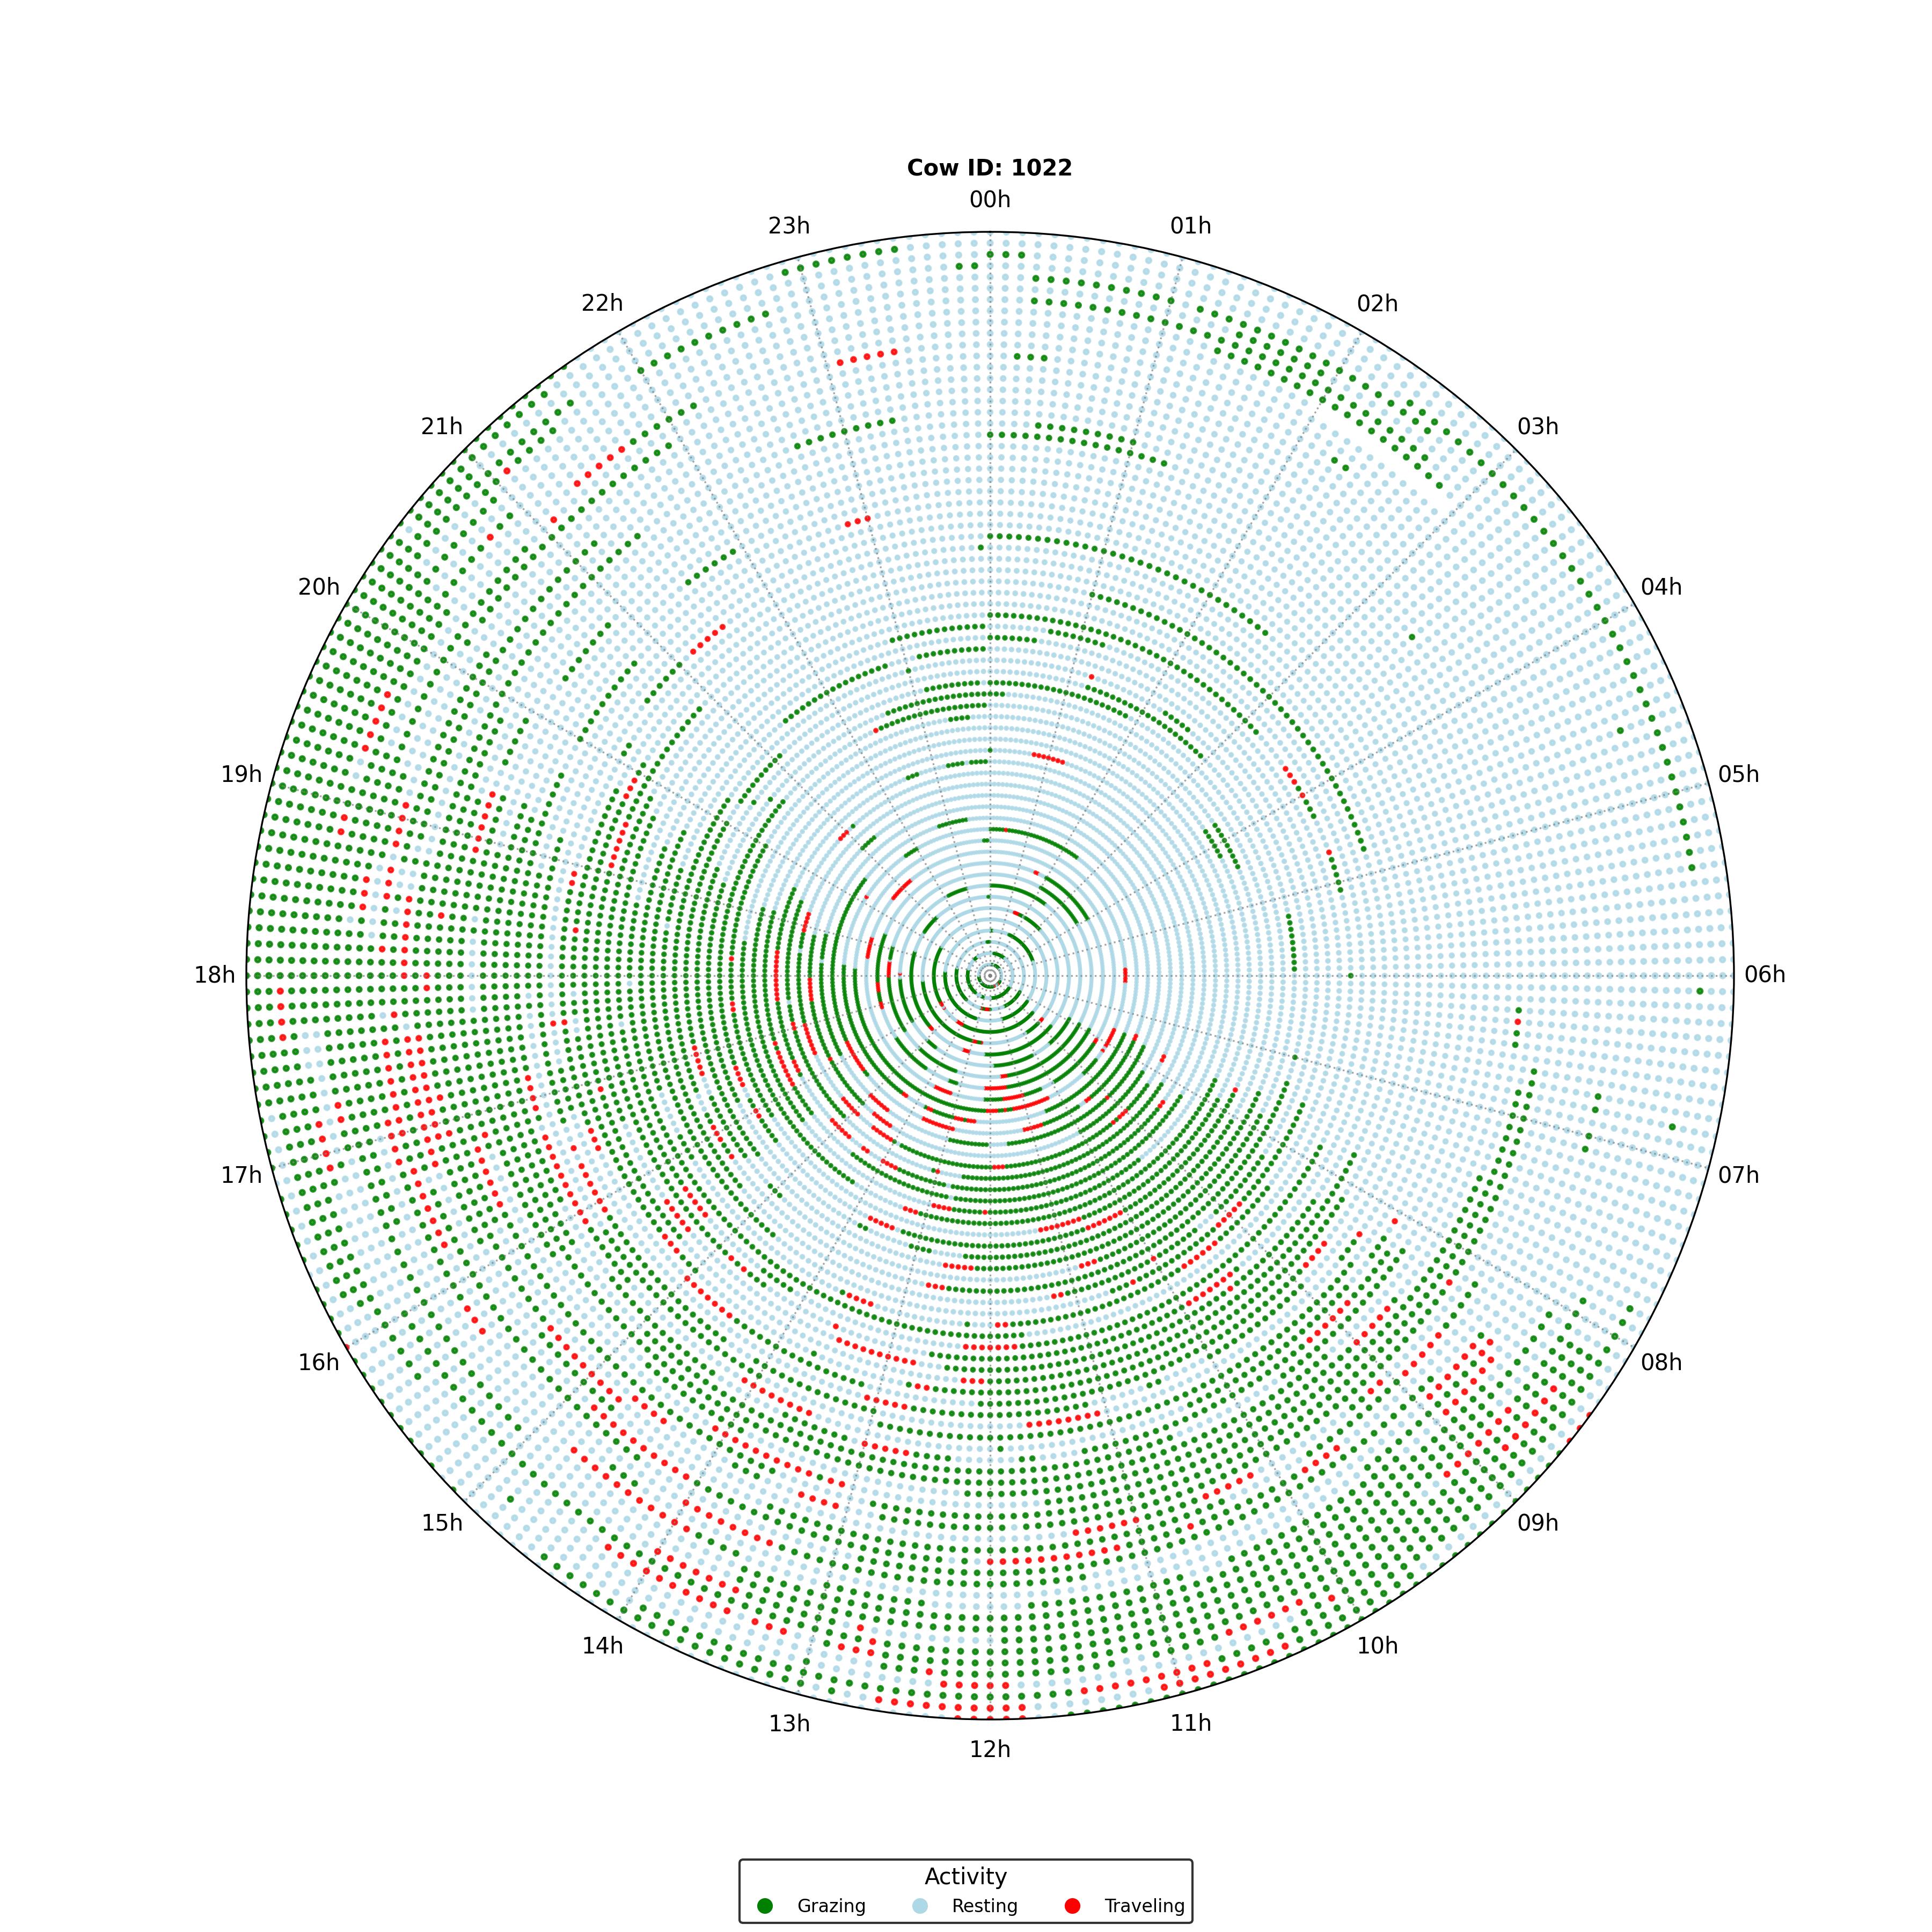 Cow ID: 1022
00h
23h
01h
22h
02h
21h
03h
20h
04h
19h
05h
18h
06h
17h
07h
16h
08h
15h
09h
14h
10h
13h
11h
12h
Activity
Grazing Resting Traveling